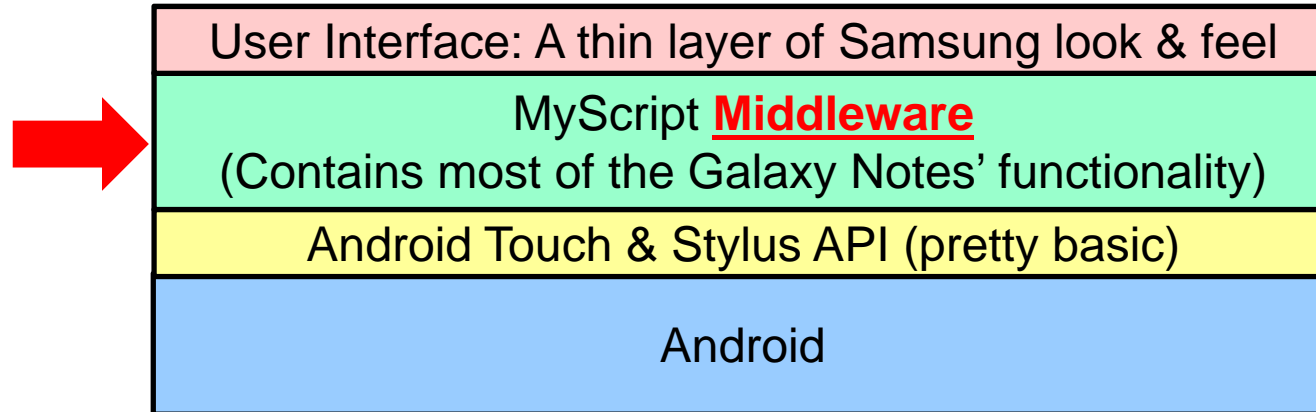 User Interface: A thin layer of Samsung look & feel
MyScript Middleware
(Contains most of the Galaxy Notes’ functionality)
Android Touch & Stylus API (pretty basic)
Android